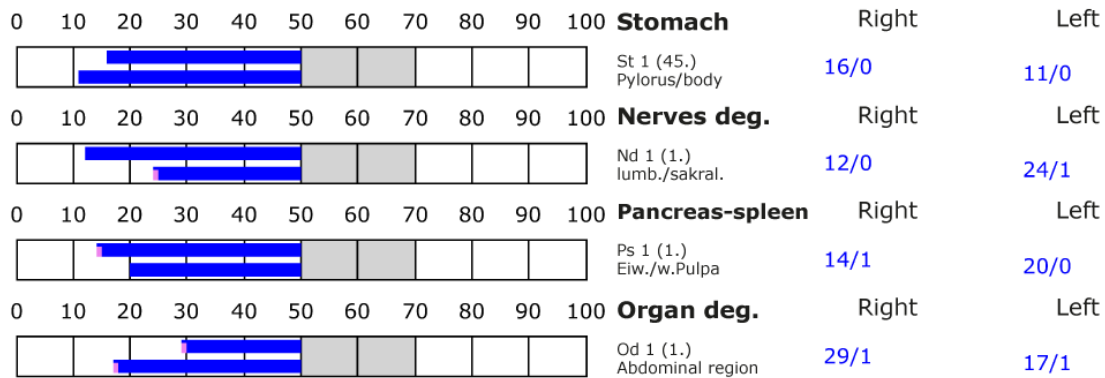 0 10 20 30 40 50 60 70 80 90 100 Stomach Right Left
St 1 (45.) 16/0 11/0
Pylorus/body
0 10 20 30 40 50 60 70 80 90 100 Nerves deg. Right Left
Nd 1 (1.) 12/0 24/1
lumb./sakral.
0 10 20 30 40 50 60 70 80 90 100 Pancreas-spleen Right Left
Ps 1 (1.) 14/1 20/0
Eiw./w.Pulpa
0 10 20 30 40 50 60 70 80 90 100 Organ deg. Right Left
Od 1 (1.) 29/1 17/1
Abdominal region